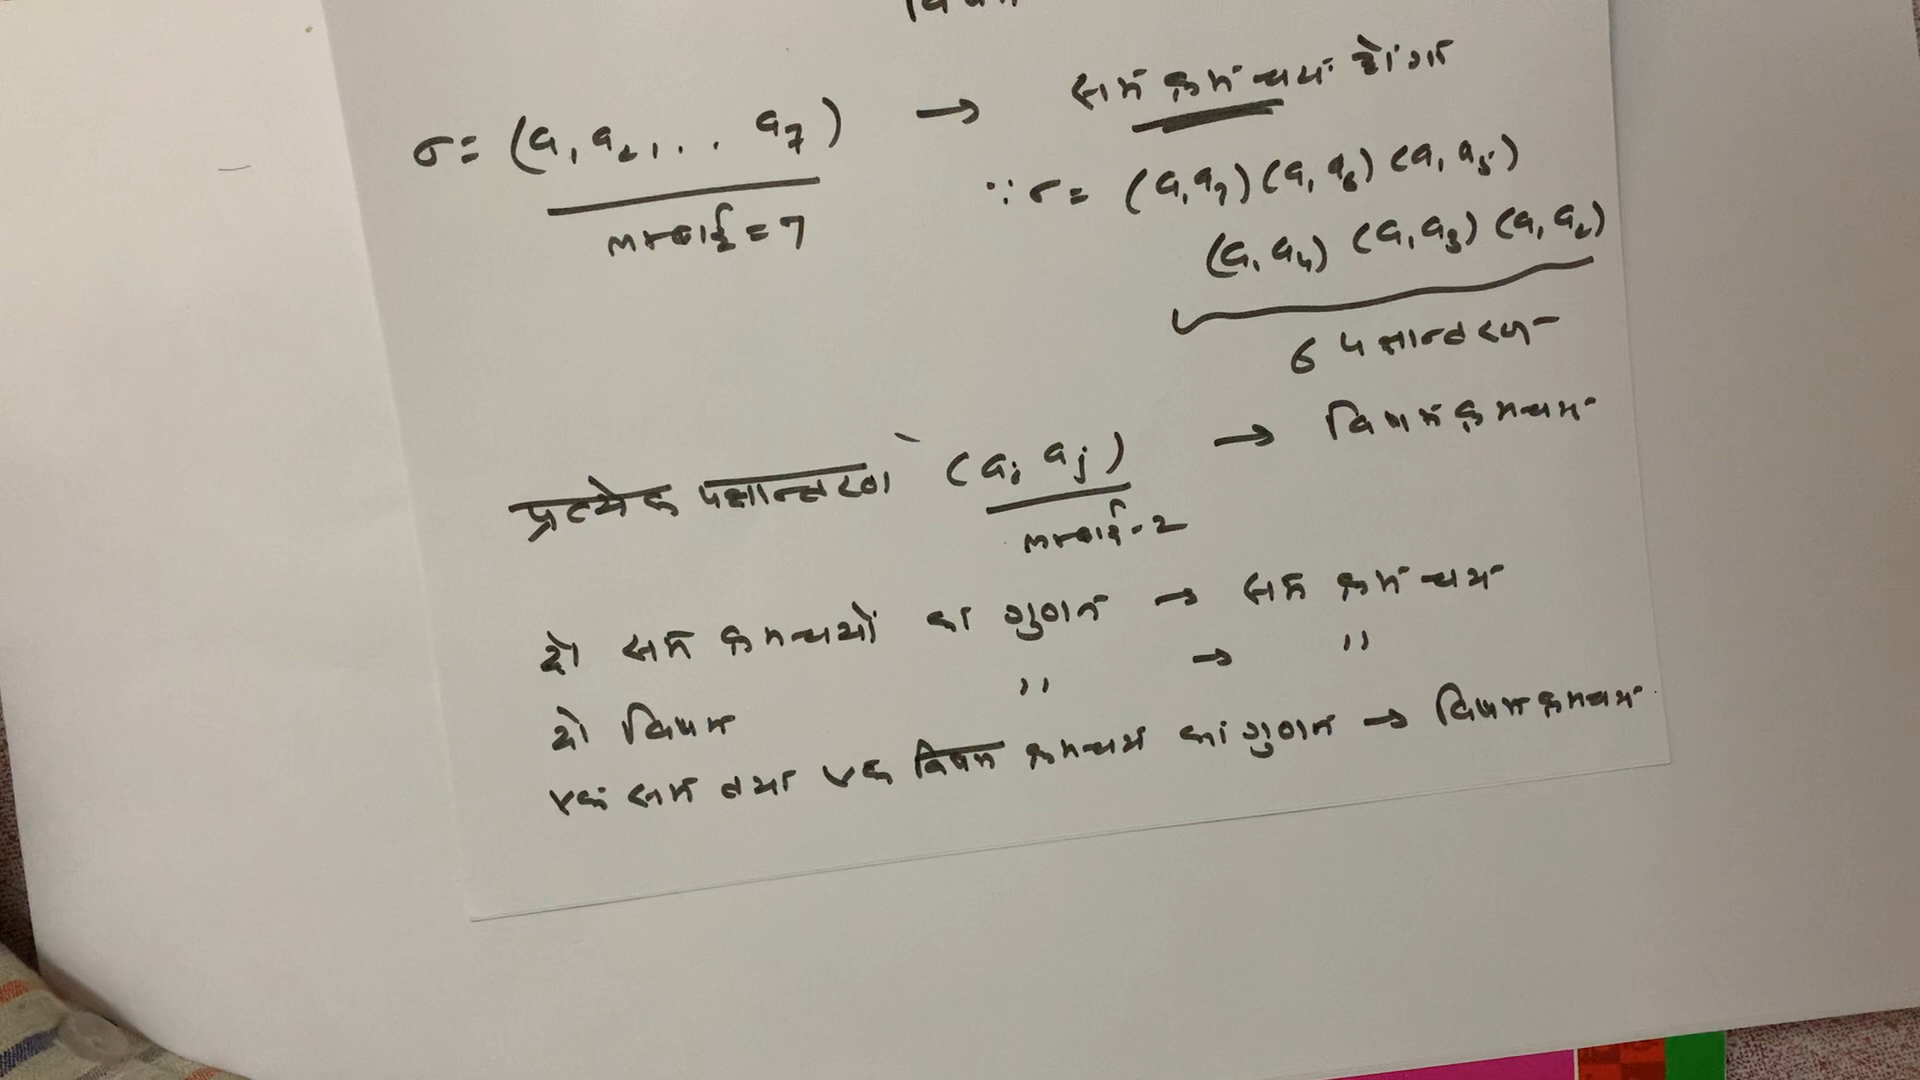 σ = (a₁ a₂, . . . a₇) → सम क्रमचय होगा
लम्बाई = 7
∵ σ = (a₁ a₇) (a₁ a₆) (a₁ a₅)
(a₁ a₄) (a₁ a₃) (a₁ a₂)
6 पक्षान्तरण
प्रत्येक पक्षान्तरण (aᵢ aⱼ) → विषम क्रमचय
लम्बाई = 2
दो सम क्रमचयों का गुणन → सम क्रमचय
दो विषम " → "
एक सम तथा एक विषम क्रमचय का गुणन → विषम क्रमचय